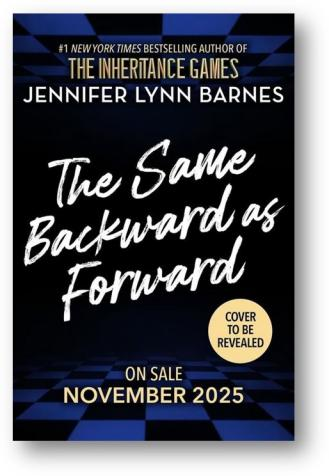 #1 NEW YORK TIMES BESTSELLING AUTHOR OF
THE INHERITANCE GAMES
JENNIFER LYNN BARNES
The Same
Backward as
Forward
COVER
TO BE
REVEALED
ON SALE
NOVEMBER 2025